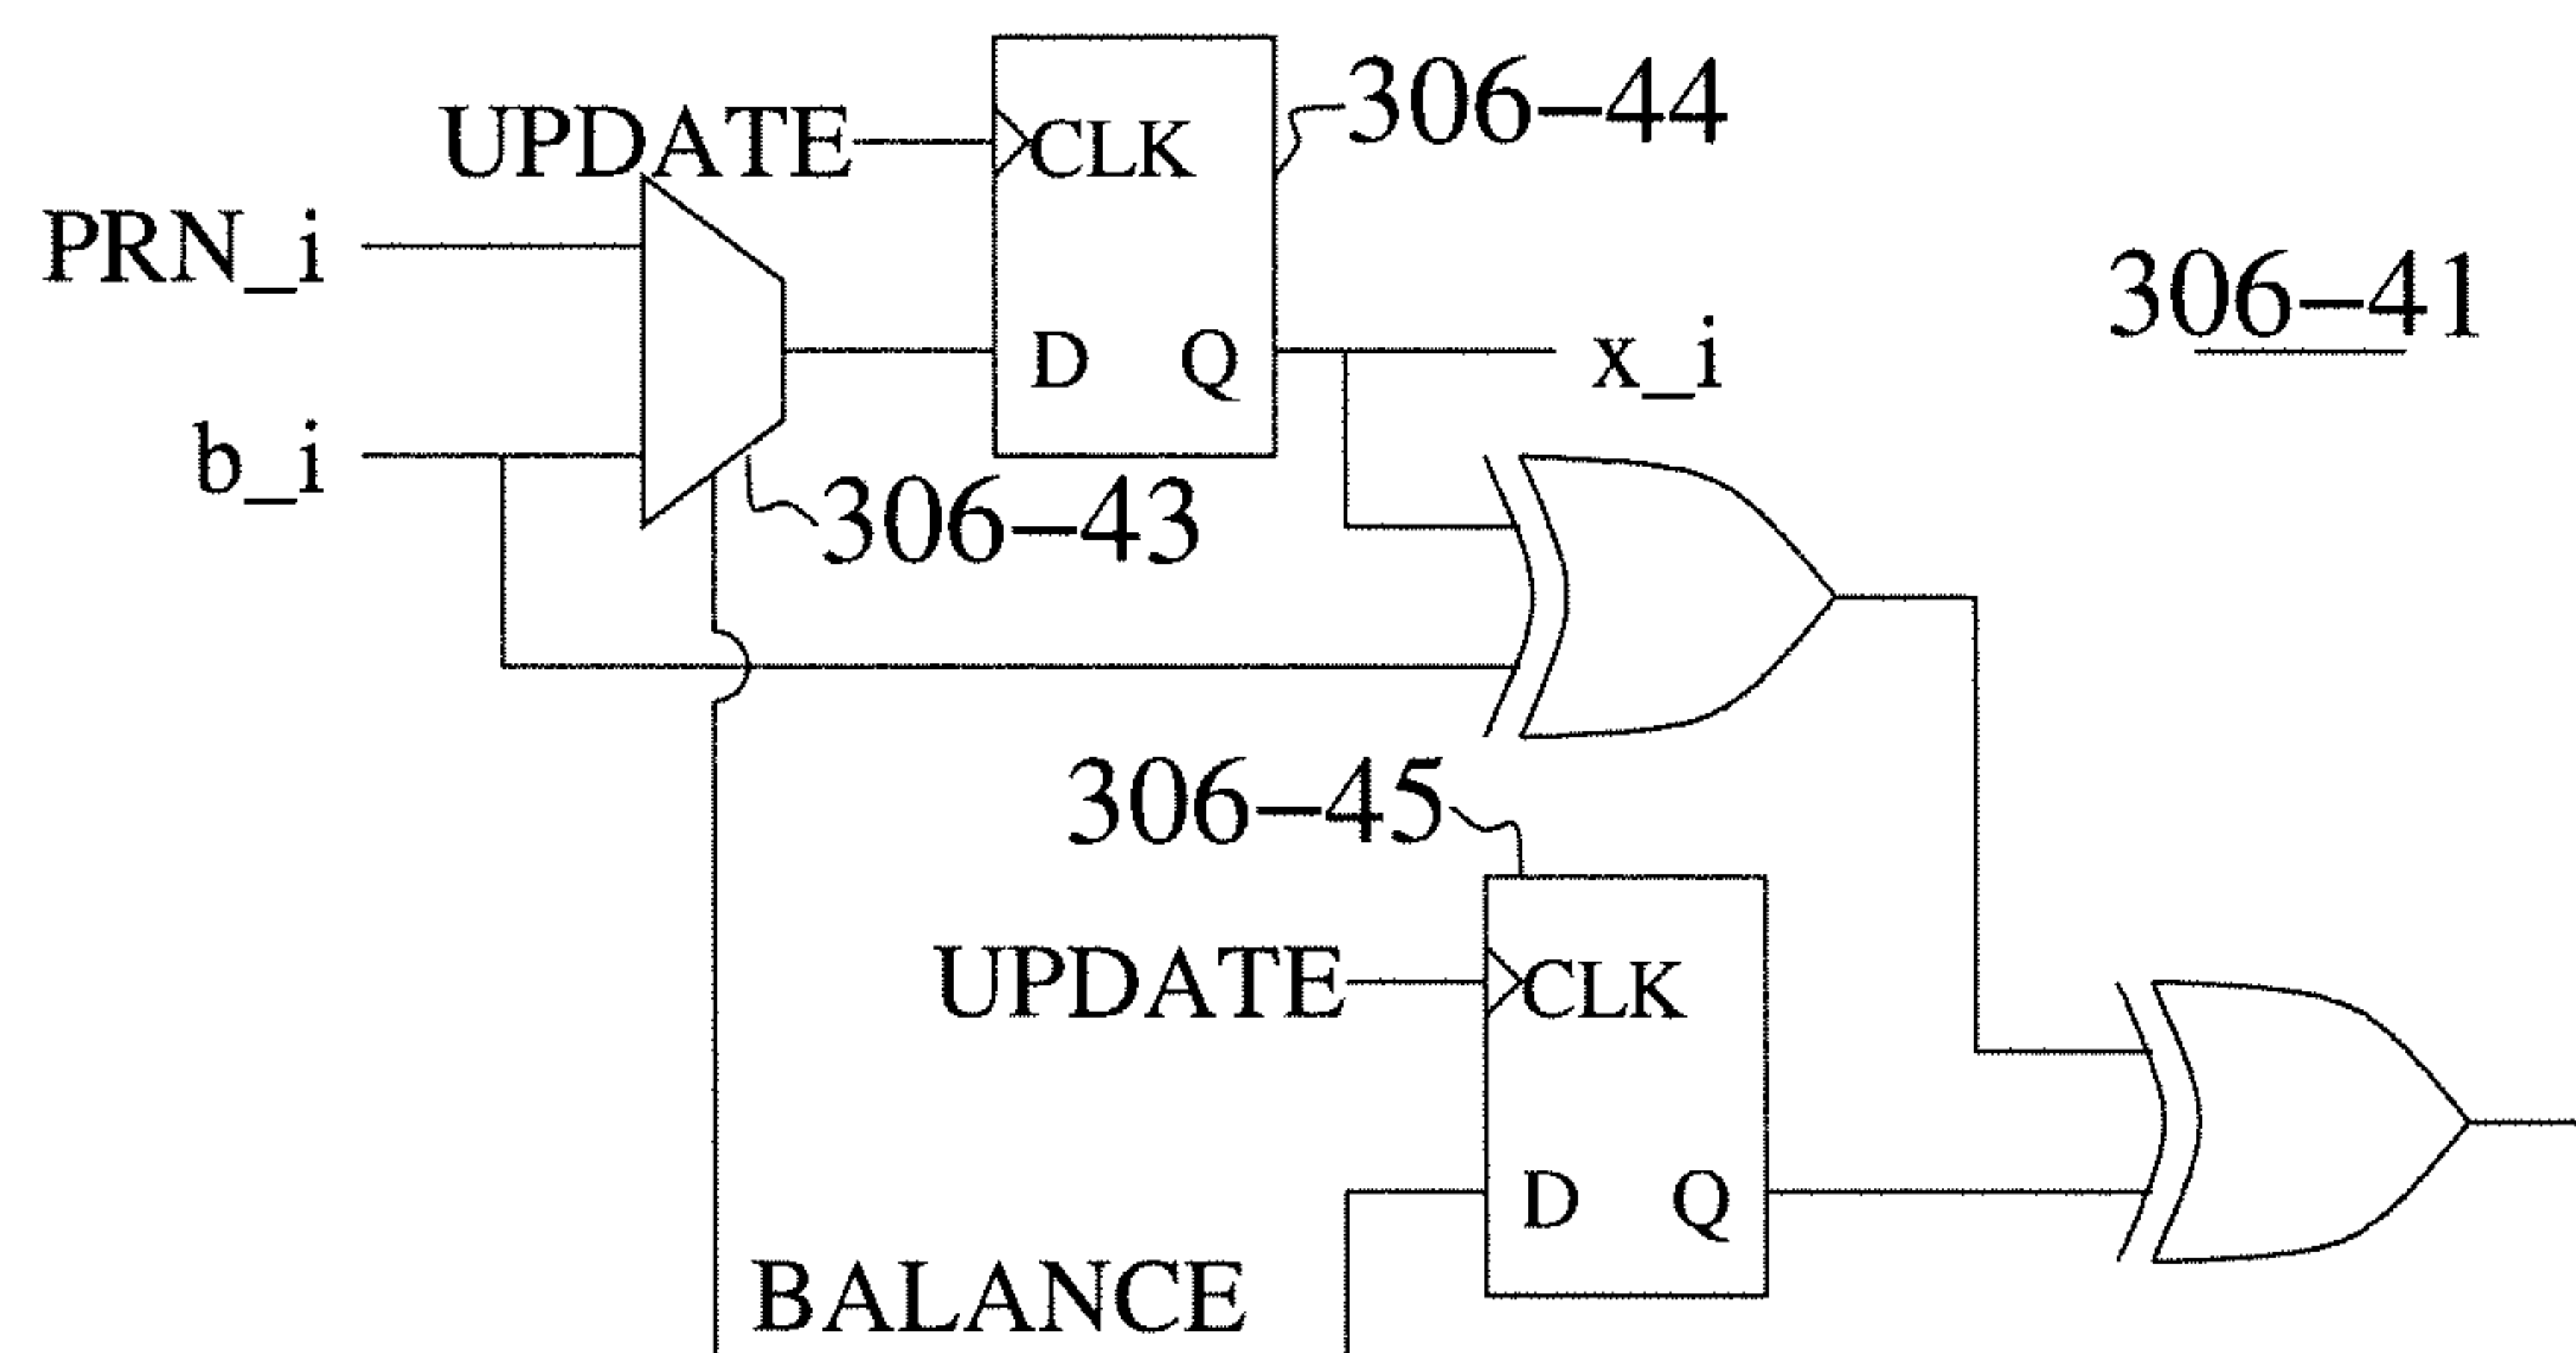 UPDATE
CLK
306-44
PRN_i
306-41
D Q
x_i
b_i
306-43
306-45
UPDATE
CLK
D Q
BALANCE